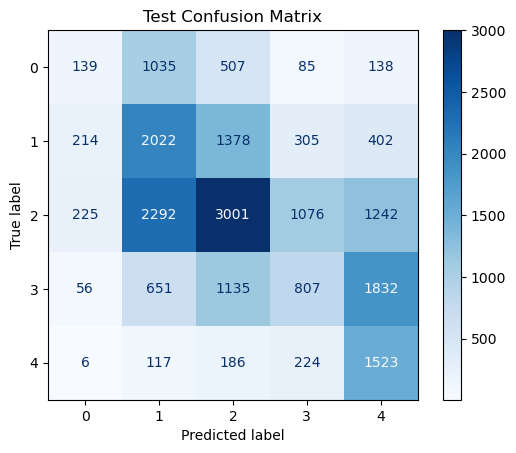 Test Confusion Matrix
0 139 1035 507 85 138
1 214 2022 1378 305 402
2 225 2292 3001 1076 1242
3 56 651 1135 807 1832
4 6 117 186 224 1523
0 1 2 3 4
Predicted label
True label
3000
2500
2000
1500
1000
500